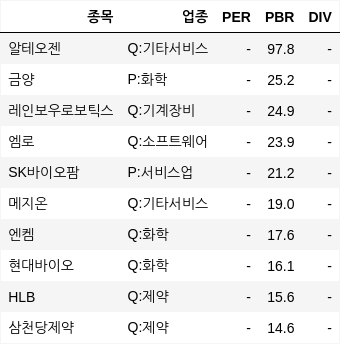 종목 업종 PER PBR DIV
알테오젠 Q:기타서비스 - 97.8 -
금양 P:화학 - 25.2 -
레인보우로보틱스 Q:기계장비 - 24.9 -
엠로 Q:소프트웨어 - 23.9 -
SK바이오팜 P:서비스업 - 21.2 -
메지온 Q:기타서비스 - 19.0 -
엔켐 Q:화학 - 17.6 -
현대바이오 Q:화학 - 16.1 -
HLB Q:제약 - 15.6 -
삼천당제약 Q:제약 - 14.6 -